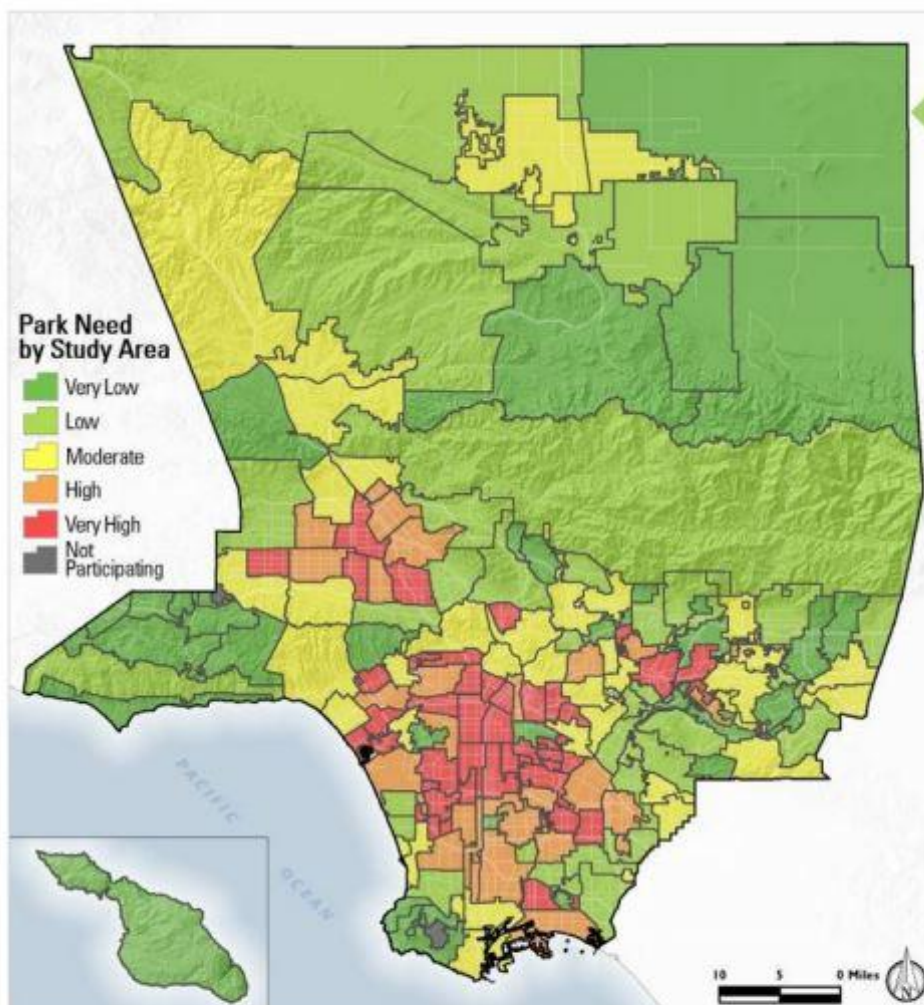 Park Need
by Study Area
Very Low
Low
Moderate
High
Very High
Not
Participating
PACIFIC
OCEAN
10 5 0 Miles
N